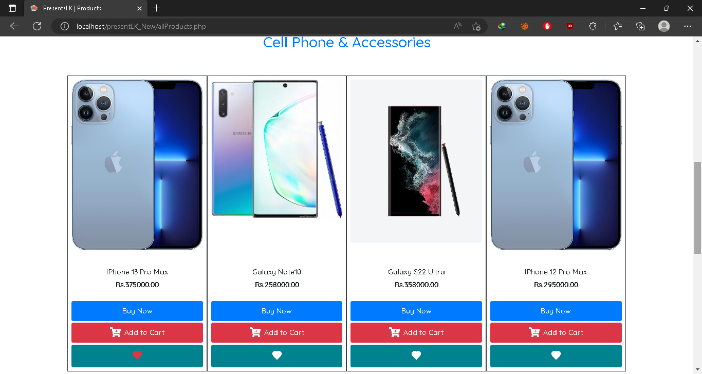 PresentLK | Products
localhost/presentLK_New/allProducts.php
Cell Phone & Accessories
SAMSUNG
IPhone 13 Pro Max
Galaxy Note10
Galaxy S22 Ultra
IPhone 12 Pro Max
Rs.375000.00
Rs.258000.00
Rs.358000.00
Rs.295000.00
Buy Now
Buy Now
Buy Now
Buy Now
Add to Cart
Add to Cart
Add to Cart
Add to Cart